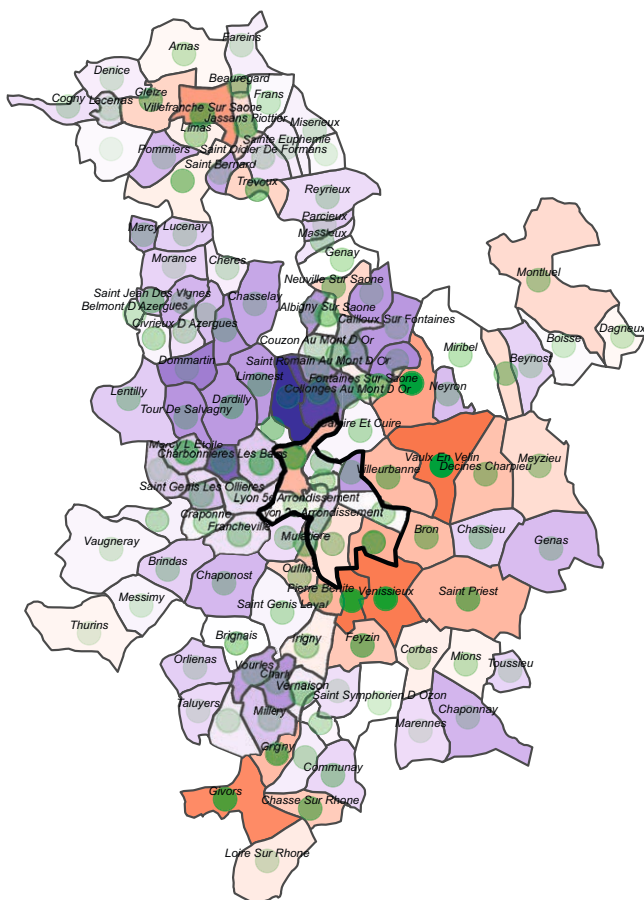 Fareins
Arnas
Denice
Beauregard
Gleize
Frans
Cogny
Lacenas
Villefranche Sur Saone
Jassans Riottier
Limas
Miserieux
Sainte Euphemie
Saint Didier De Formans
Pommiers
Saint Bernard
Trevoux
Reyrieux
Parcieux
Marcy
Lucenay
Massieux
Genay
Morance
Cheres
Montluel
Neuville Sur Saone
Saint Jean Des Vignes
Chasselay
Belmont D Azergues
Albigny Sur Saone
Civrieux D Azergues
Cailloux Sur Fontaines
Dagneux
Couzon Au Mont D Or
Miribel
Boisse
Dommartin
Saint Romain Au Mont D Or
Beynost
Limonest
Fontaines Sur Saone
Lentilly
Collonges Au Mont D Or
Neyron
Dardilly
Tour De Salvagny
Caluire Et Cuire
Marcy L Etoile
Charbonnieres Les Bains
Vaulx En Velin
Meyzieu
Villeurbanne
Decines Charpieu
Saint Genis Les Ollieres
Lyon 5e Arrondissement
Lyon 2e Arrondissement
Craponne
Francheville
Bron
Chassieu
Mulatiere
Vaugneray
Genas
Brindas
Oullins
Chaponost
Pierre Benite
Venissieux
Saint Priest
Messimy
Saint Genis Laval
Thurins
Brignais
Irigny
Feyzin
Corbas
Mions
Orlienas
Vourles
Toussieu
Charly
Vernaison
Saint Symphorien D Ozon
Taluyers
Millery
Chaponnay
Marennes
Grigny
Communay
Givors
Chasse Sur Rhone
Loire Sur Rhone